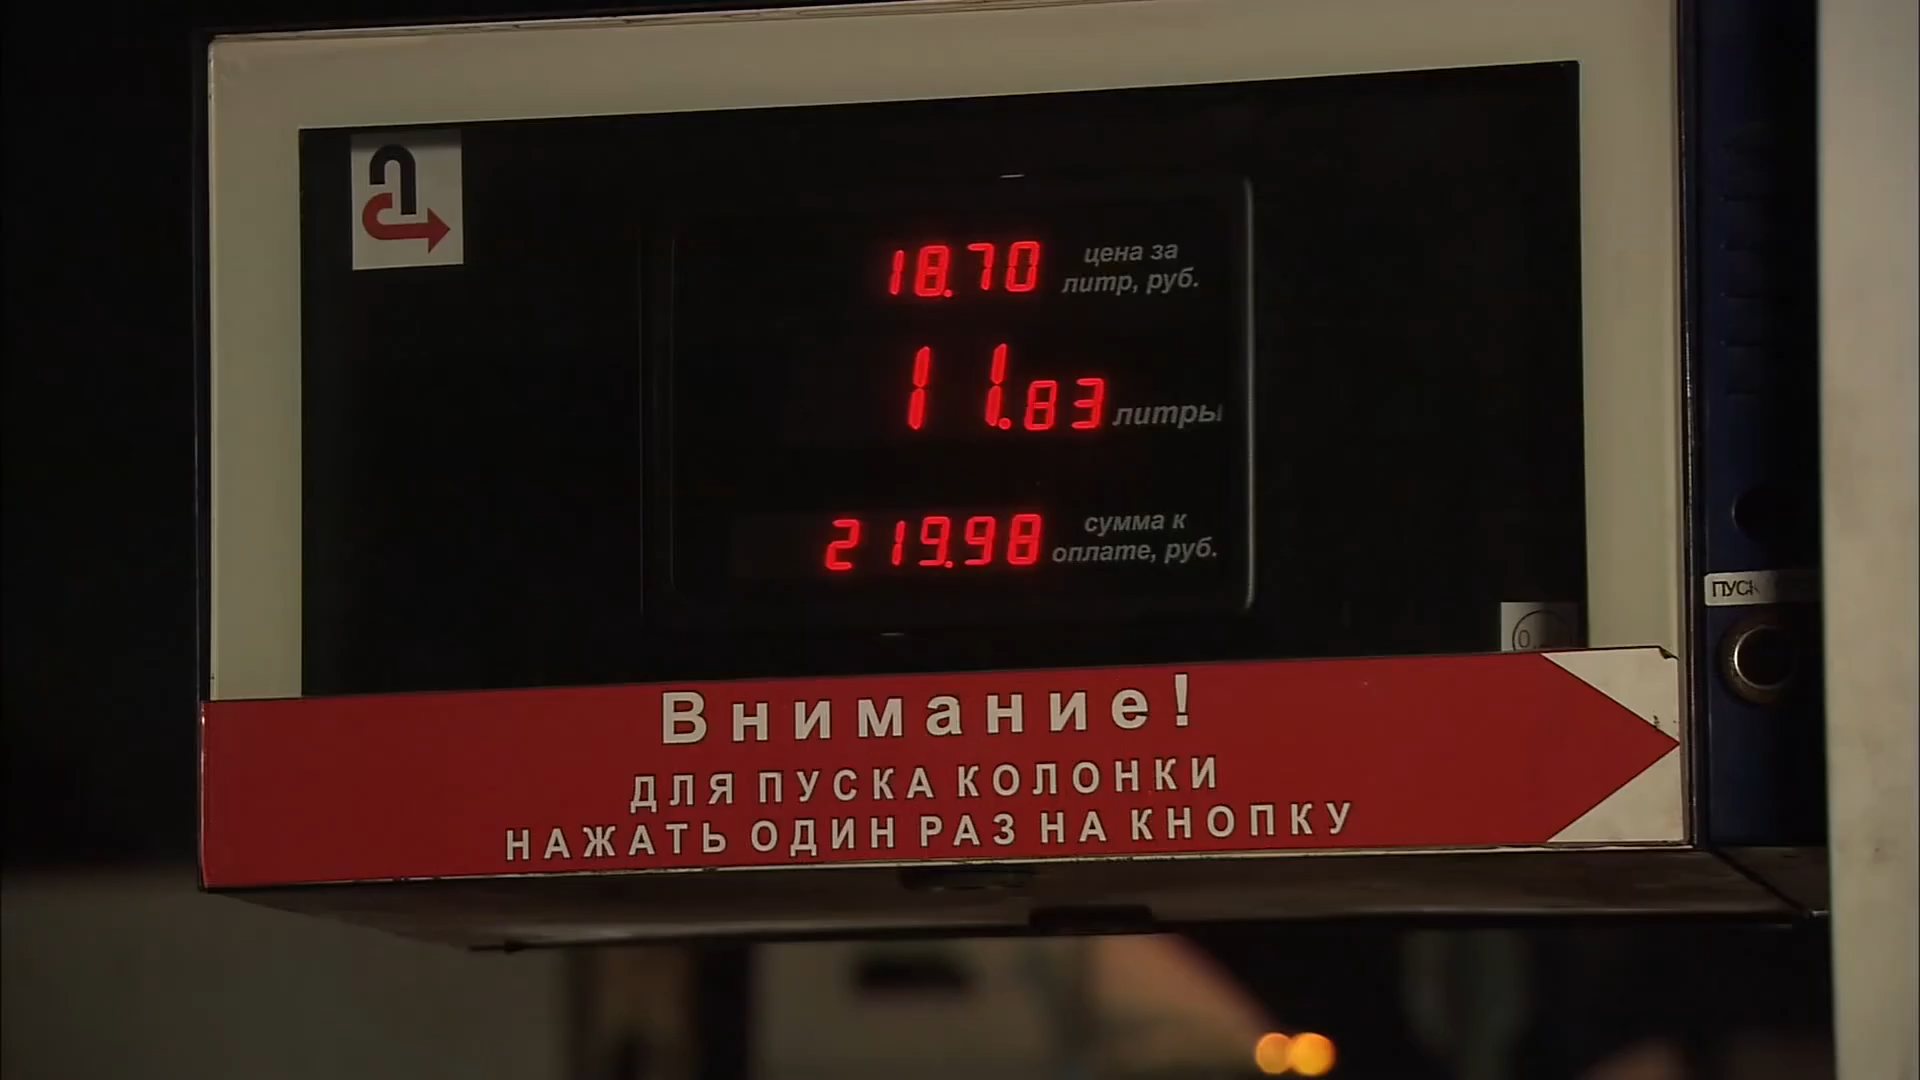 18.70 цена за
литр, руб.
11.83 литры
219.98 сумма к
оплате, руб.
ПУСК
Внимание!
ДЛЯ ПУСКА КОЛОНКИ
НАЖАТЬ ОДИН РАЗ НА КНОПКУ